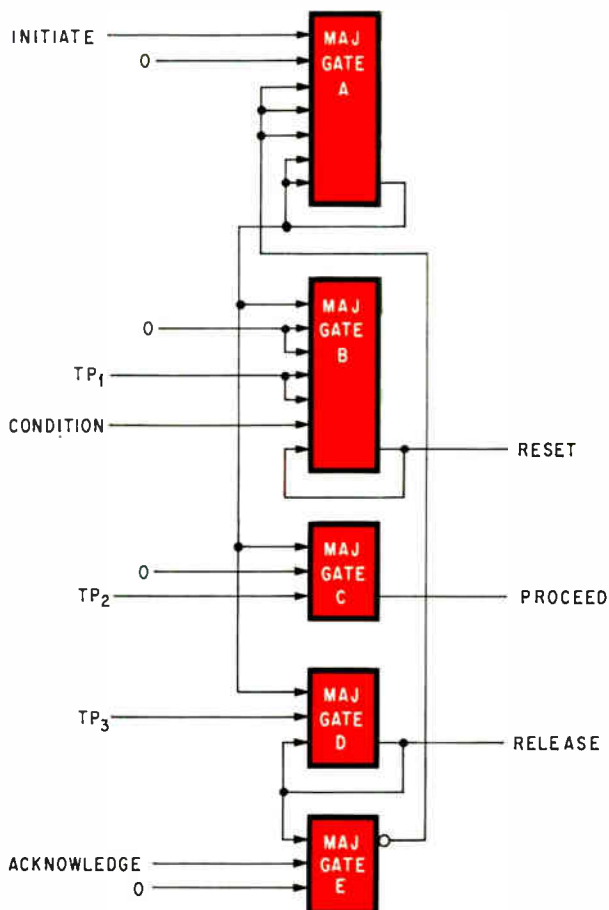 INITIATE
0
MAJ
GATE
A
0
TP1
CONDITION
MAJ
GATE
B
RESET
0
TP2
MAJ
GATE
C
PROCEED
TP3
MAJ
GATE
D
RELEASE
ACKNOWLEDGE
0
MAJ
GATE
E